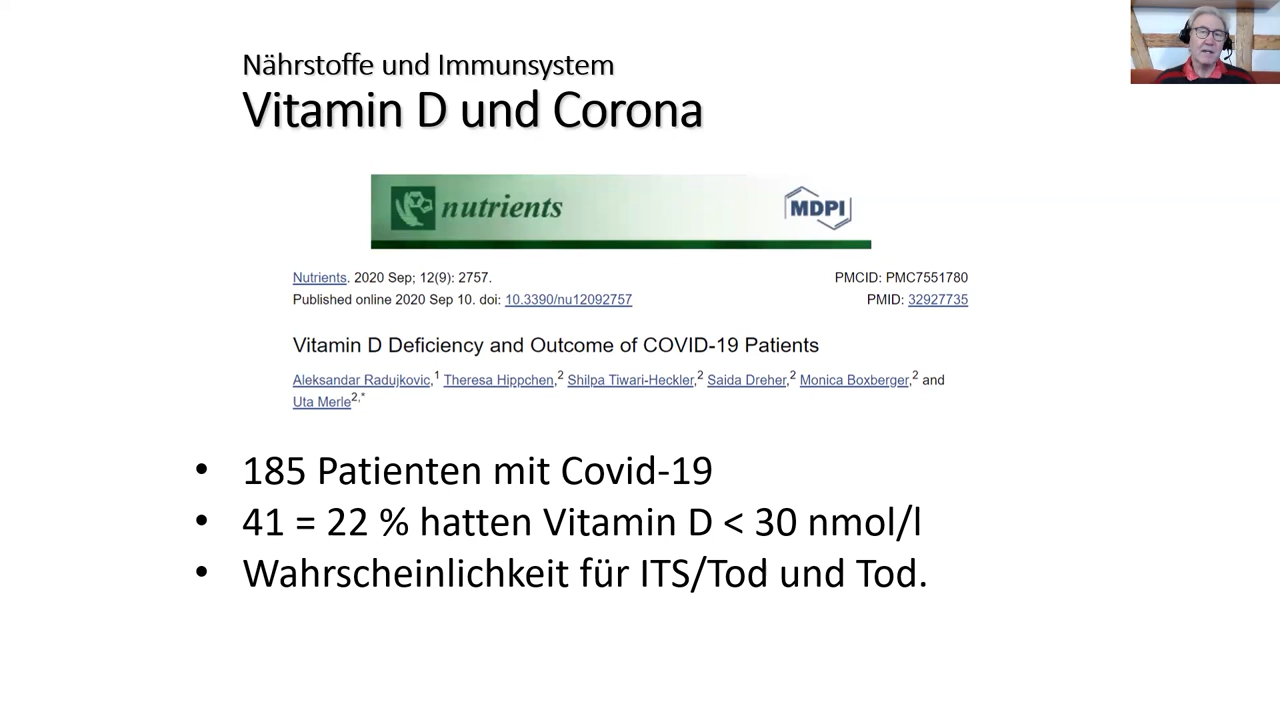 Nährstoffe und Immunsystem
Vitamin D und Corona
nutrients
MDPI
Nutrients. 2020 Sep; 12(9): 2757.
PMCID: PMC7551780
Published online 2020 Sep 10. doi: 10.3390/nu12092757
PMID: 32927735
Vitamin D Deficiency and Outcome of COVID-19 Patients
Aleksandar Radujkovic,1 Theresa Hippchen,2 Shilpa Tiwari-Heckler,2 Saida Dreher,2 Monica Boxberger,2 and
Uta Merle2,*
• 185 Patienten mit Covid-19
• 41 = 22 % hatten Vitamin D < 30 nmol/l
• Wahrscheinlichkeit für ITS/Tod und Tod.